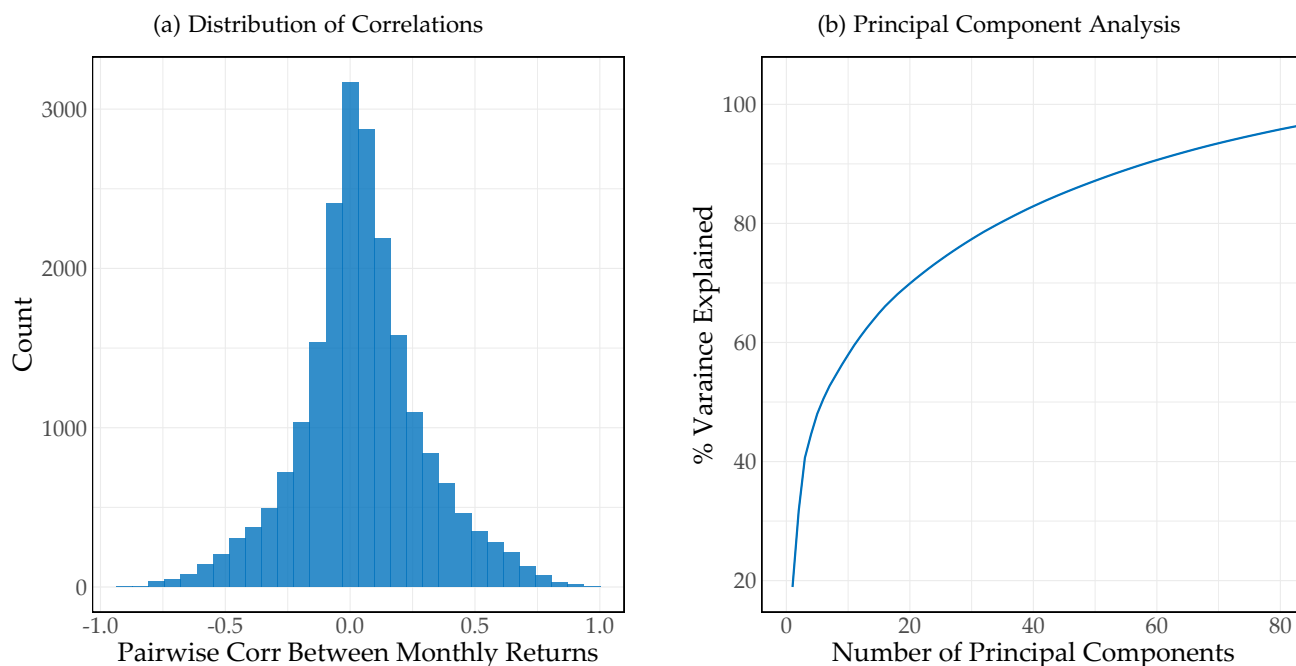 (a) Distribution of Correlations
3000
2000
1000
0
Count
-1.0 -0.5 0.0 0.5 1.0
Pairwise Corr Between Monthly Returns
(b) Principal Component Analysis
100
80
60
40
20
% Varaince Explained
0 20 40 60 80
Number of Principal Components